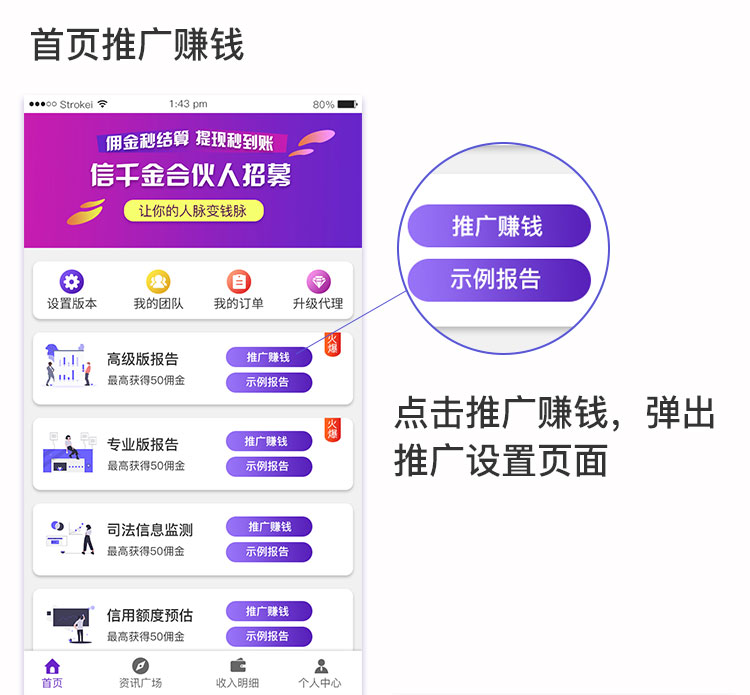 首页推广赚钱
Strokei
1:43 pm
80%
佣金秒结算 提现秒到账
信千金合伙人招募
让你的人脉变钱脉
设置版本
我的团队
我的订单
升级代理
高级版报告
最高获得50佣金
推广赚钱
示例报告
火爆
专业版报告
最高获得50佣金
推广赚钱
示例报告
火爆
司法信息监测
最高获得50佣金
推广赚钱
示例报告
信用额度预估
最高获得50佣金
推广赚钱
示例报告
首页
资讯广场
收入明细
个人中心
推广赚钱
示例报告
点击推广赚钱，弹出
推广设置页面